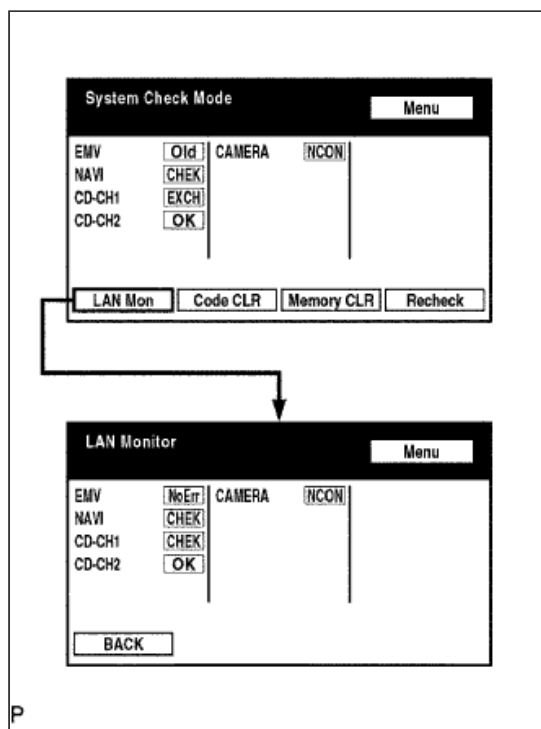 System Check Mode
Menu
EMV Old CAMERA NCON
NAVI CHEK
CD-CH1 EXCH
CD-CH2 OK
LAN Mon Code CLR Memory CLR Recheck
LAN Monitor
Menu
EMV NoErr CAMERA NCON
NAVI CHEK
CD-CH1 CHEK
CD-CH2 OK
BACK
P